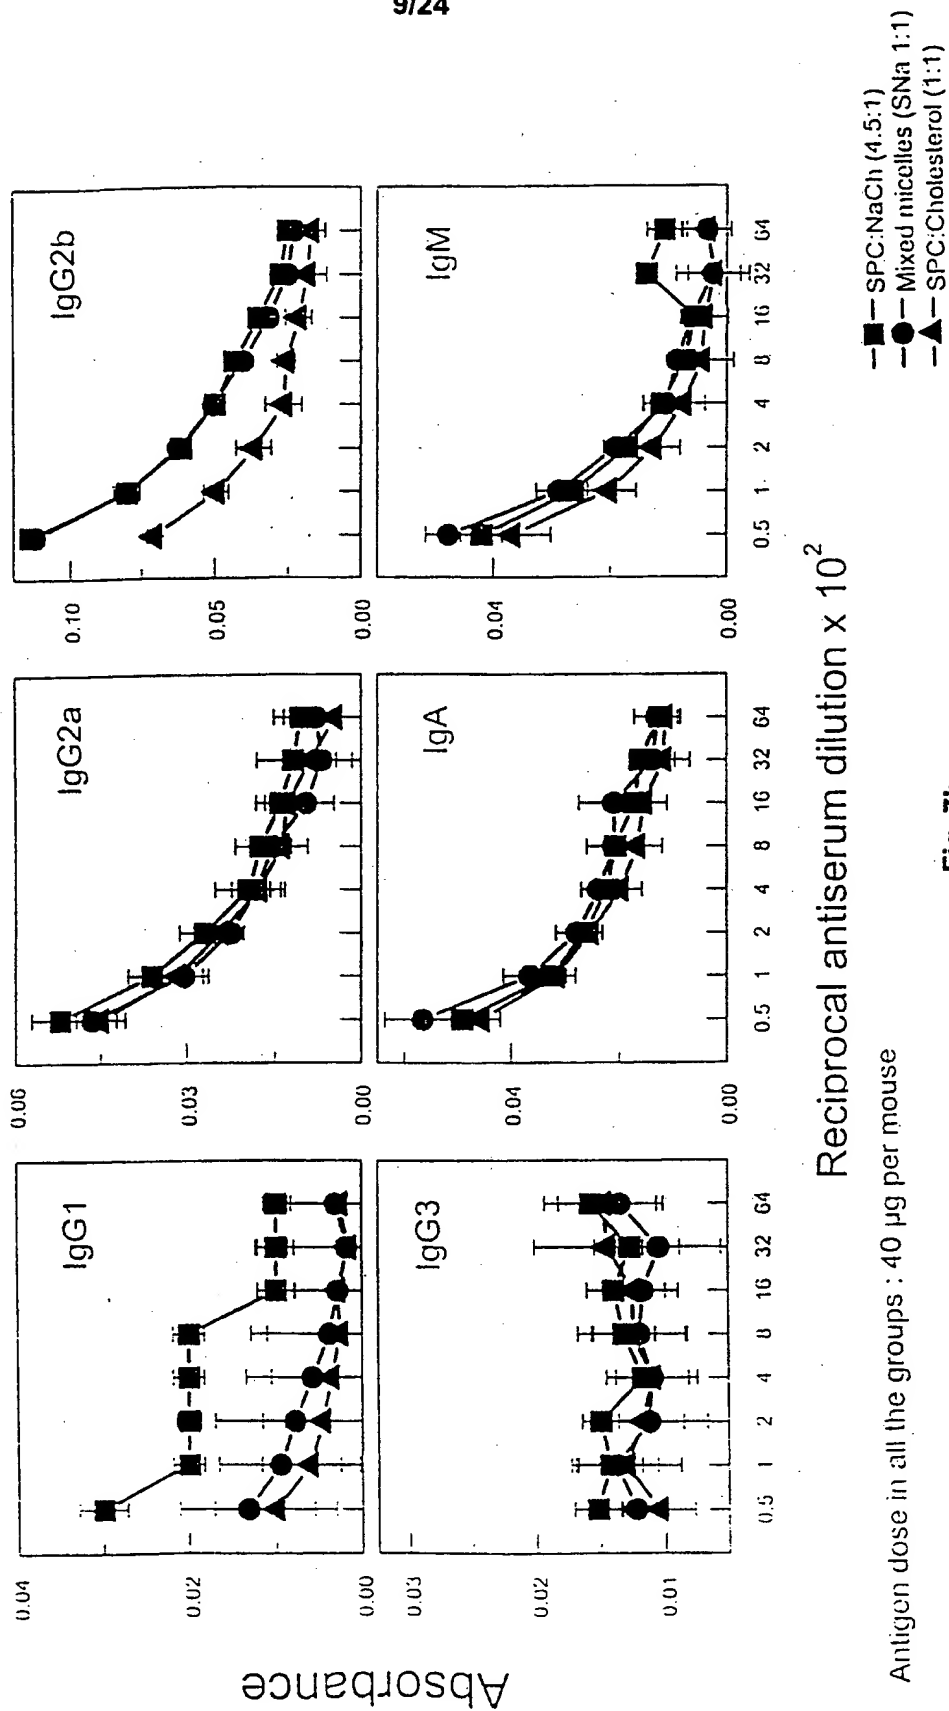 9/24
IgG1
IgG2a
IgG2b
0.04
0.02
0.00
0.06
0.03
0.00
0.10
0.05
0.00
IgG3
IgA
IgM
0.03
0.02
0.01
0.04
0.00
0.04
0.00
0.5 1 2 4 8 16 32 64
0.5 1 2 4 8 16 32 64
0.5 1 2 4 8 16 32 64
Absorbance
Reciprocal antiserum dilution x 10²
SPC:NaCh (4.5:1)
Mixed micelles (SNa 1:1)
SPC:Cholesterol (1:1)
Antigen dose in all the groups : 40 µg per mouse